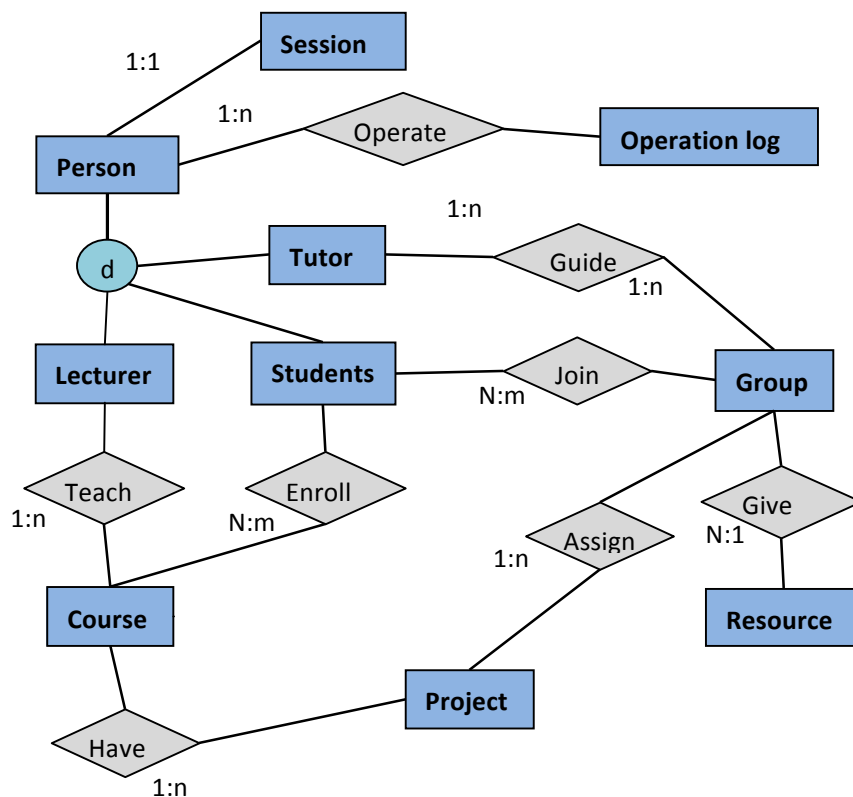 Session
1:1
1:n
Operate
Operation log
Person
1:n
Tutor
Guide
d
1:n
Lecturer
Students
Join
Group
N:m
Teach
Enroll
Give
1:n
N:m
N:1
Assign
1:n
Course
Resource
Project
Have
1:n